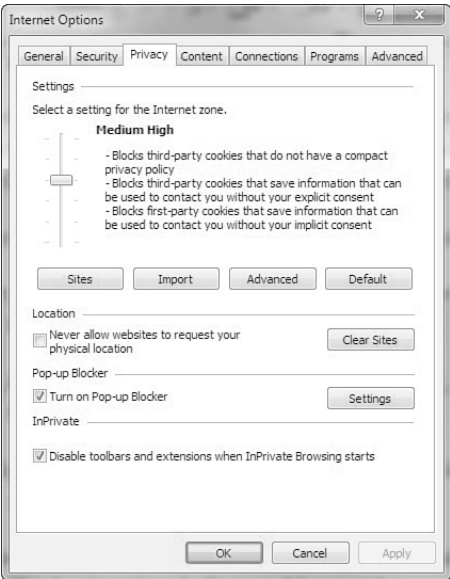 Internet Options
? X
General Security Privacy Content Connections Programs Advanced
Settings
Select a setting for the Internet zone.
Medium High
- Blocks third-party cookies that do not have a compact
privacy policy
- Blocks third-party cookies that save information that can
be used to contact you without your explicit consent
- Blocks first-party cookies that save information that can
be used to contact you without your implicit consent
Sites Import Advanced Default
Location
Never allow websites to request your
physical location
Clear Sites
Pop-up Blocker
Turn on Pop-up Blocker
Settings
InPrivate
Disable toolbars and extensions when InPrivate Browsing starts
OK Cancel Apply